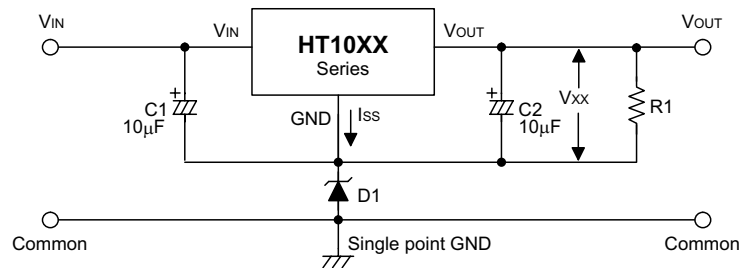 VIN
VIN
HT10XX
Series
VOUT
VOUT
C1
10μF
GND
ISS
C2
10μF
VXX
R1
D1
Common
Single point GND
Common